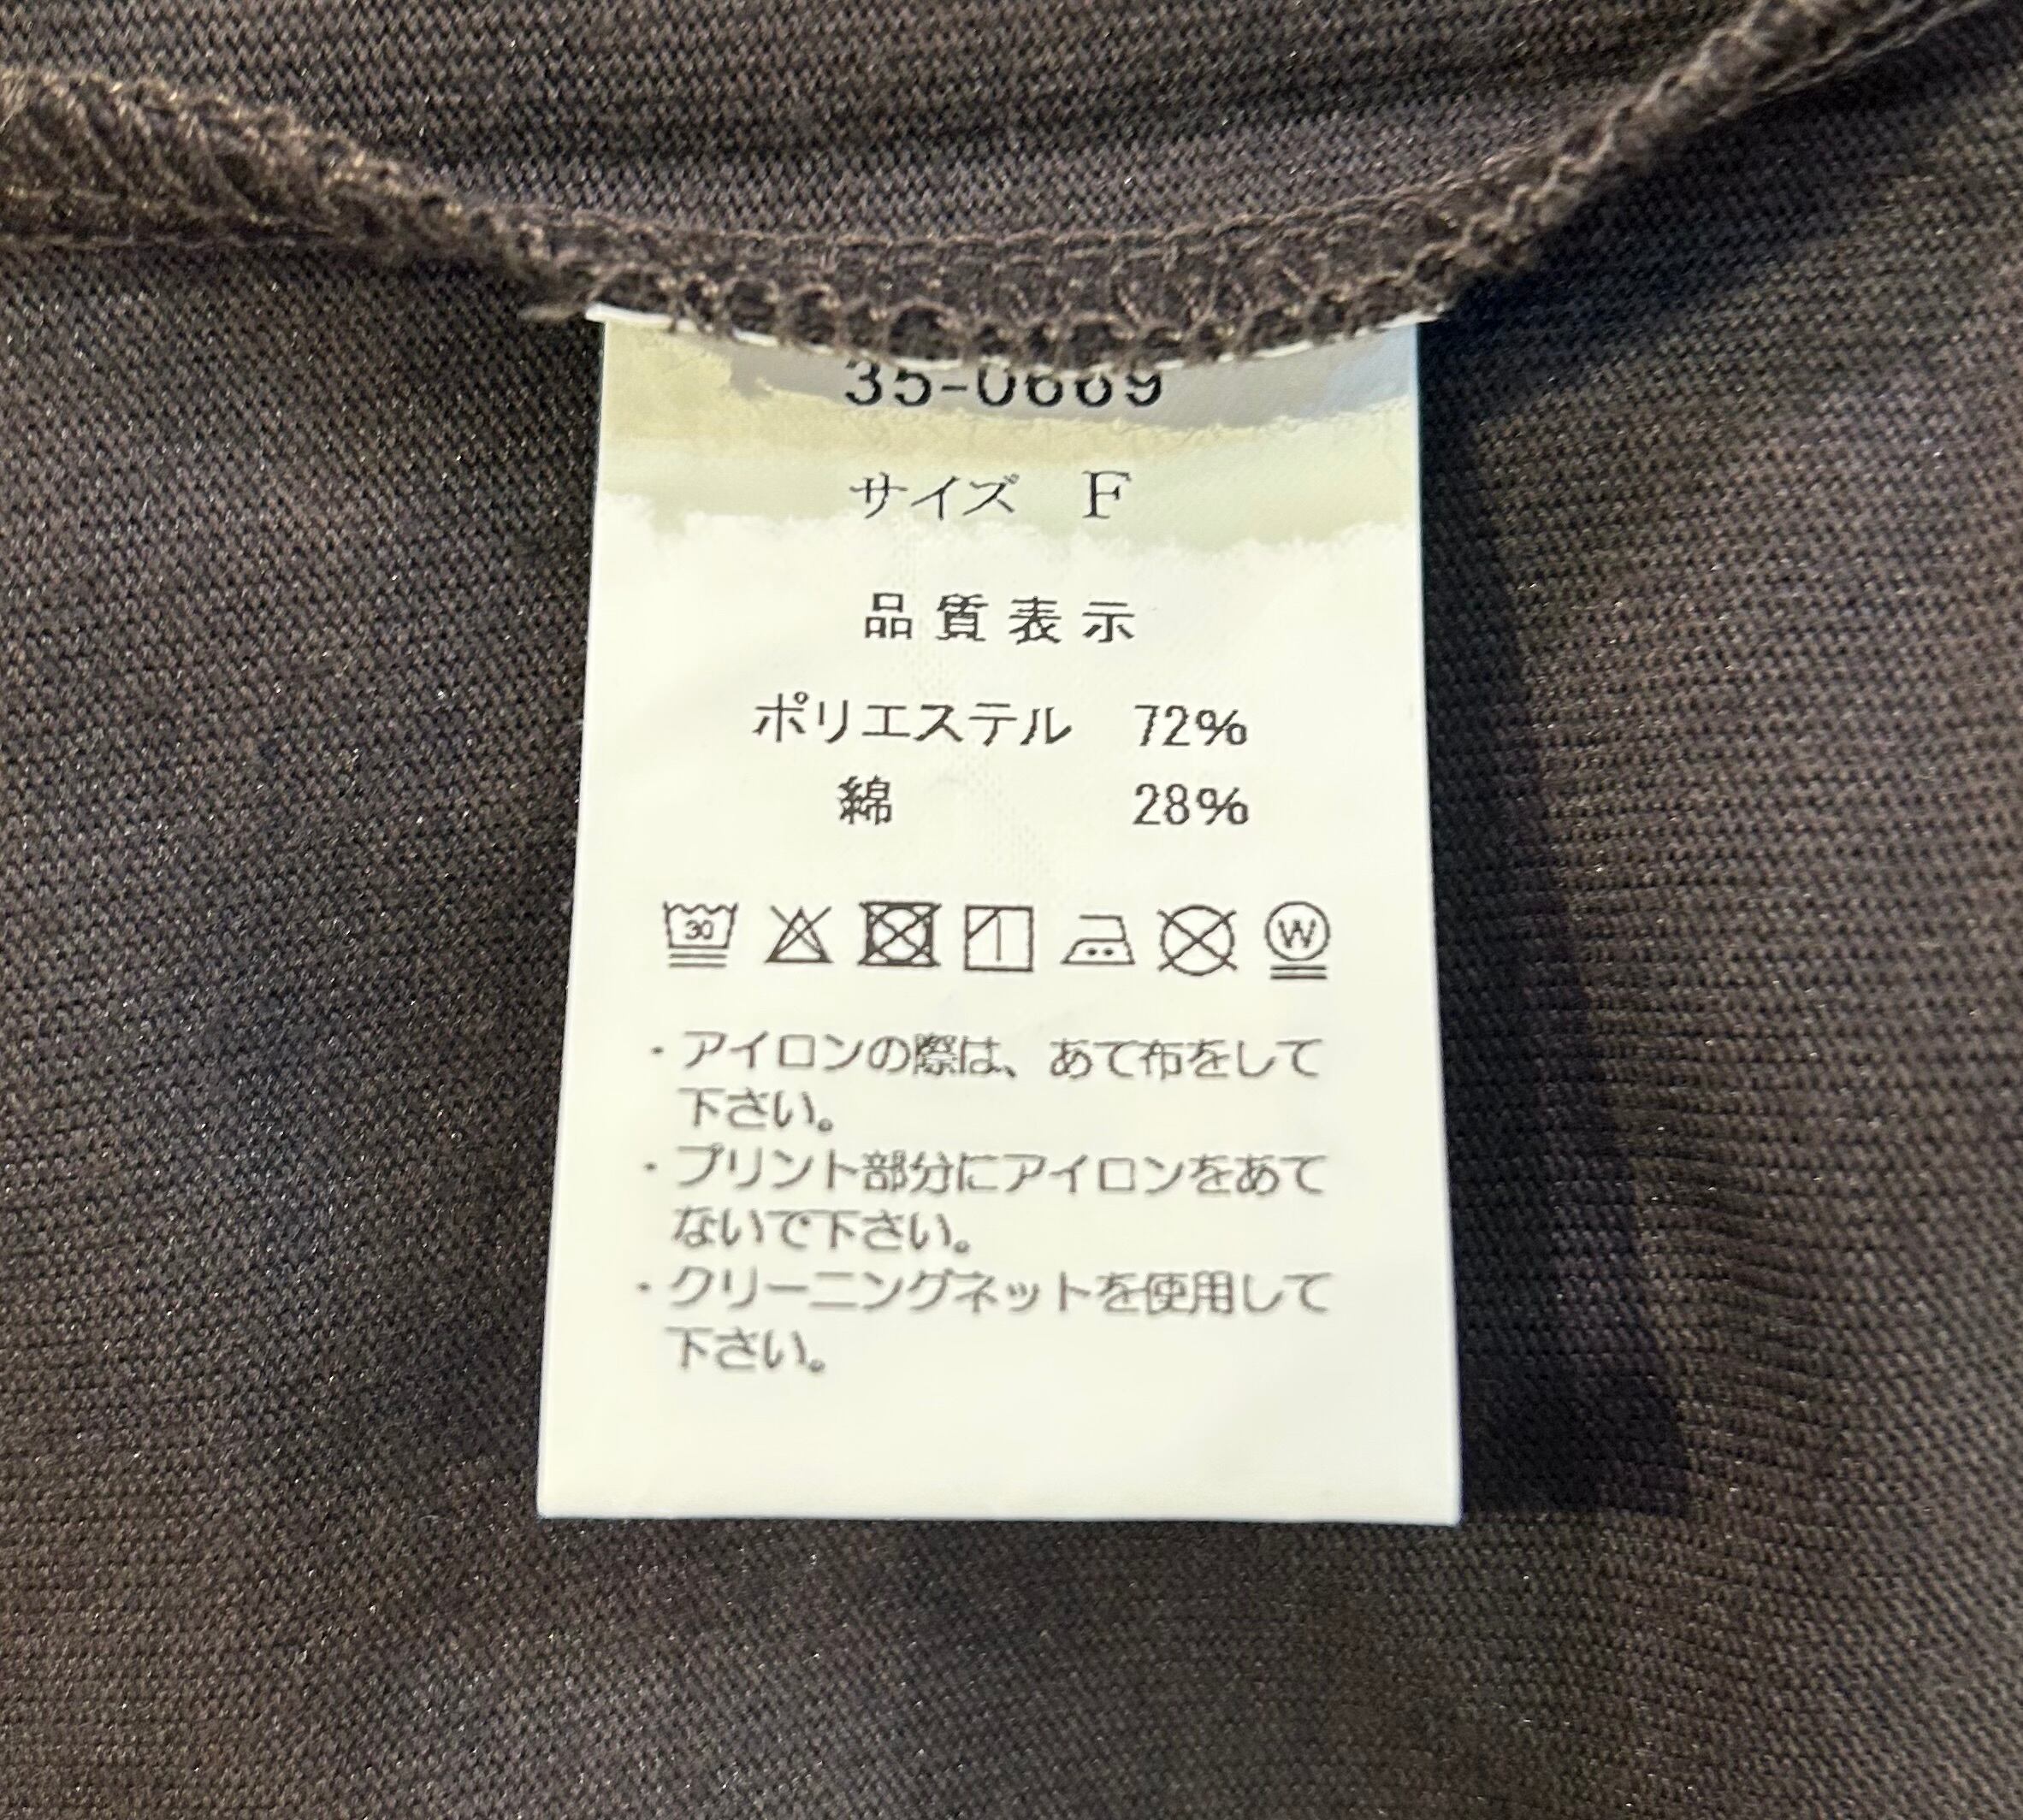 35-0669
サイズ F
品質表示
ポリエステル 72%
綿 28%
30
W
・アイロンの際は、あて布をして
下さい。
・プリント部分にアイロンをあて
ないで下さい。
・クリーニングネットを使用して
下さい。